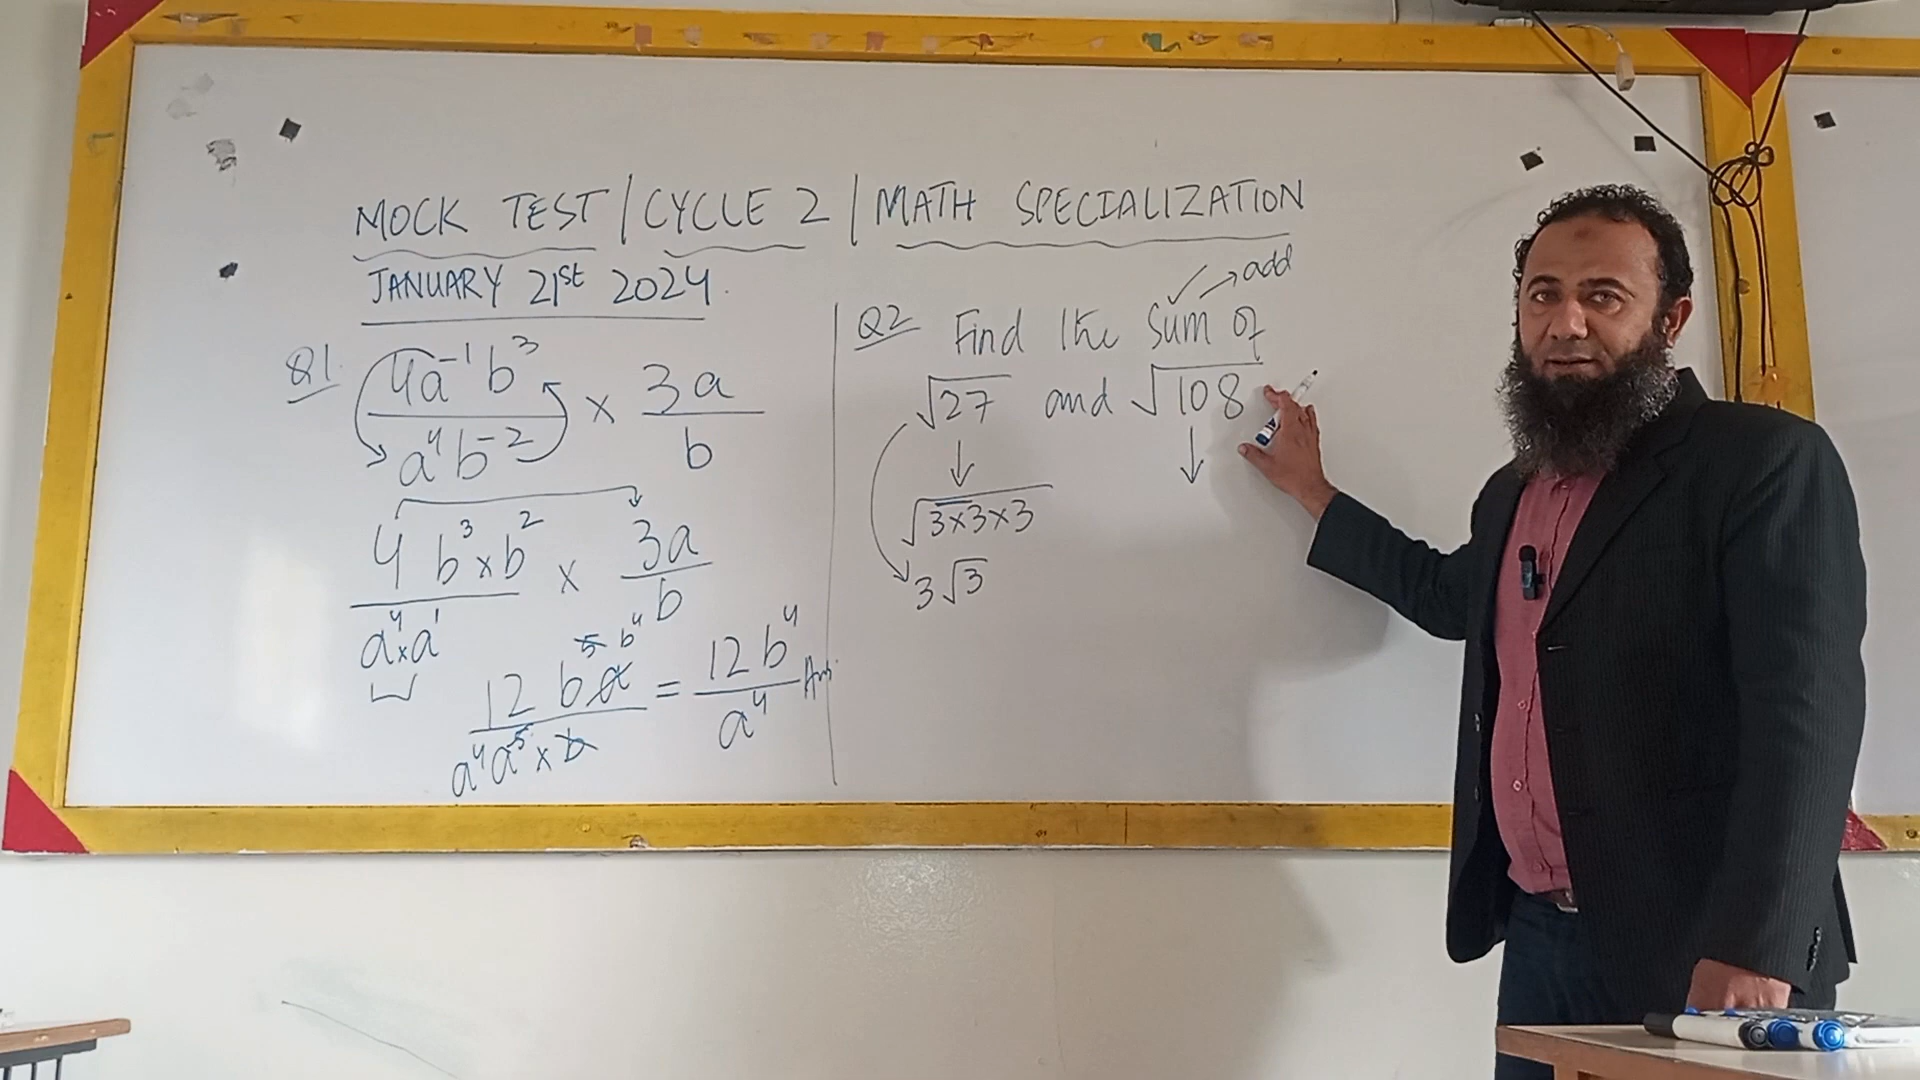 MOCK TEST / CYCLE 2 / MATH SPECIALIZATION
JANUARY 21st 2024.
Q1. 4a⁻¹b³ / a⁴b⁻² × 3a / b
4 b³×b² / a⁴×a¹ × 3a / b
12 b⁵a / a⁴a⁵ × b = 12b⁴ / a⁴ Ans.
b⁴
Q2 Find the Sum of
→ add
√27 and √108
√3×3×3
3√3